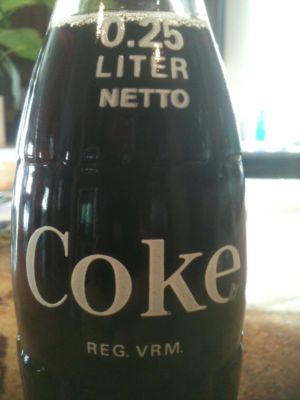 0.25
LITER
NETTO
Coke
REG. VRM.